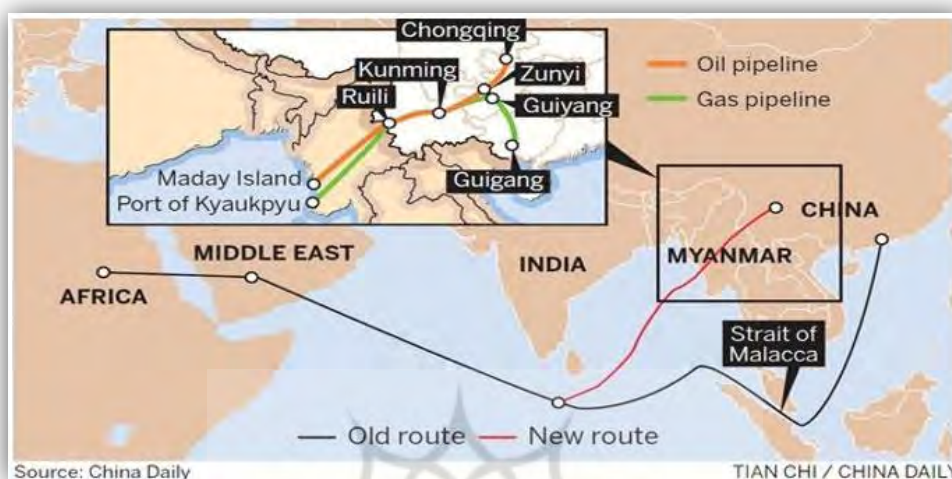 Chongqing
Kunming
Zunyi
Ruili
Guiyang
Guigang
Maday Island
Port of Kyaukpyu
Oil pipeline
Gas pipeline
CHINA
MIDDLE EAST
INDIA
MYANMAR
AFRICA
Strait of
Malacca
Old route
New route
Source: China Daily
TIAN CHI / CHINA DAILY